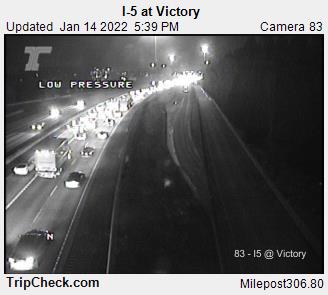 I-5 at Victory
Updated Jan 14 2022 5:39 PM Camera 83
LOW PRESSURE
N
83 - I5 @ Victory
TripCheck.com Milepost306.80